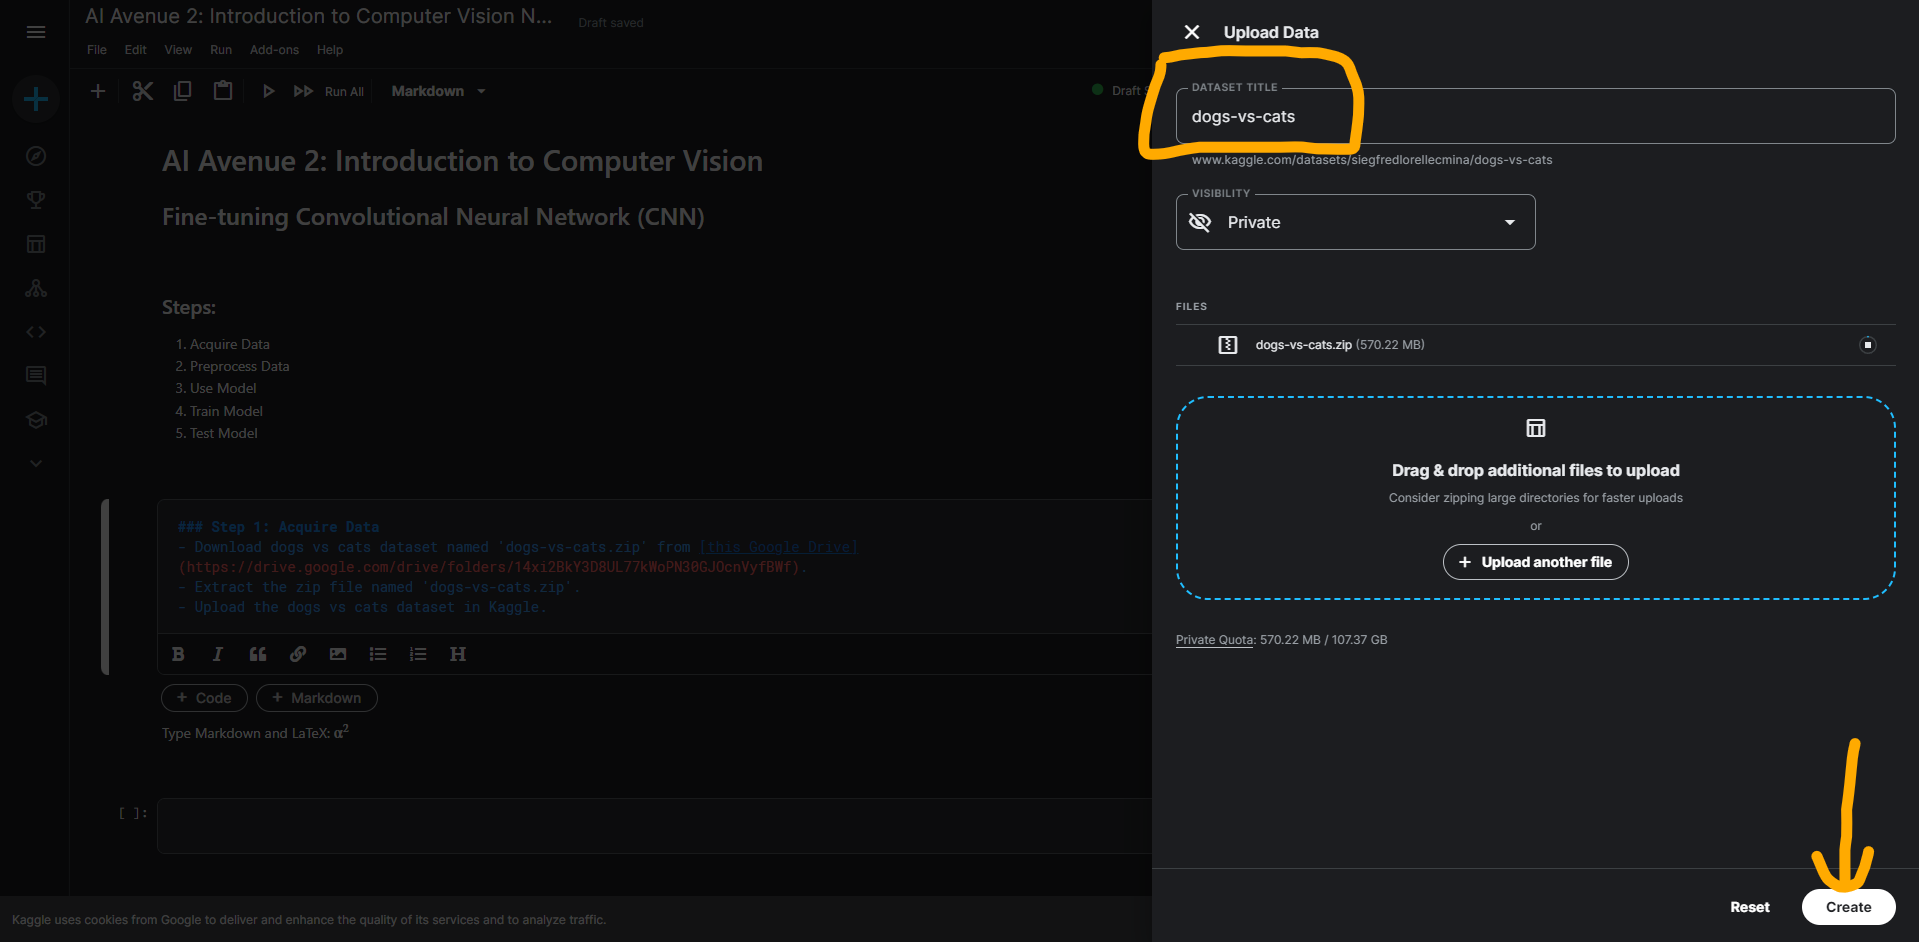 AI Avenue 2: Introduction to Computer Vision N...
Draft saved
File Edit View Run Add-ons Help
Run All
Markdown
Draft
AI Avenue 2: Introduction to Computer Vision
Fine-tuning Convolutional Neural Network (CNN)
Steps:
1. Acquire Data
2. Preprocess Data
3. Use Model
4. Train Model
5. Test Model
### Step 1: Acquire Data
- Download dogs vs cats dataset named `dogs-vs-cats.zip` from [this Google Drive]
(https://drive.google.com/drive/folders/14xi2BkY3D8UL77kWoPN30GJOcnVyfBWf).
- Extract the zip file named `dogs-vs-cats.zip`.
- Upload the dogs vs cats dataset in Kaggle.
B I H
+ Code + Markdown
Type Markdown and LaTeX: α²
[ ]:
Kaggle uses cookies from Google to deliver and enhance the quality of its services and to analyze traffic.
Upload Data
DATASET TITLE
dogs-vs-cats
www.kaggle.com/datasets/siegfredlorellecmina/dogs-vs-cats
VISIBILITY
Private
FILES
dogs-vs-cats.zip (570.22 MB)
Drag & drop additional files to upload
Consider zipping large directories for faster uploads
or
+ Upload another file
Private Quota: 570.22 MB / 107.37 GB
Reset Create